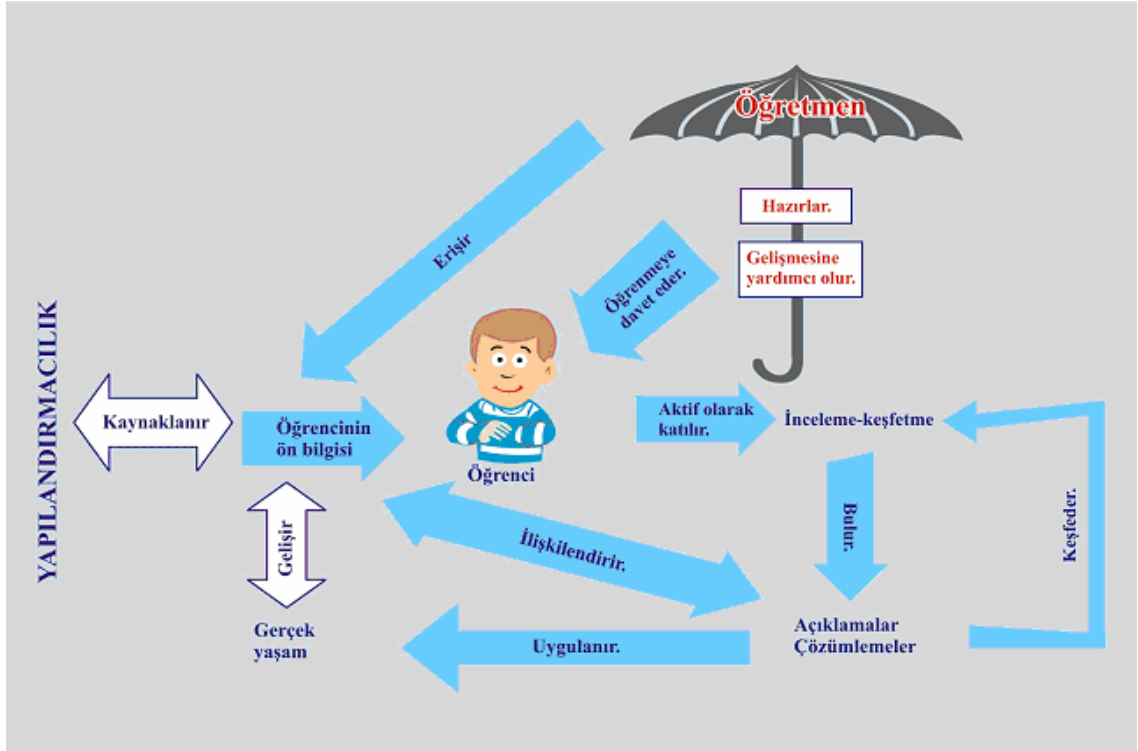 Öğretmen
Hazırlar.
Gelişmesine
yardımcı olur.
Erişir
Öğrenmeye
davet eder.
YAPILANDIRMACILIK
Kaynaklanır
Öğrencinin
ön bilgisi
Öğrenci
Aktif olarak
katılır.
İnceleme-keşfetme
Gelişir
İlişkilendirir.
Bulur.
Keşfeder.
Gerçek
yaşam
Uygulanır.
Açıklamalar
Çözümlemeler